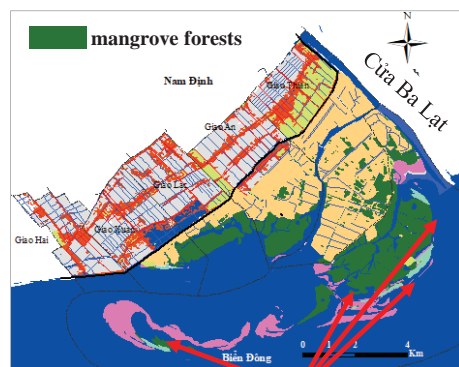 N
mangrove forests
Nam Định
Cửa Ba Lạt
Giao Thiện
Giao An
Giao Lạc
Giao Xuân
Giao Hải
Biển Đông
0 1 2 4
Km